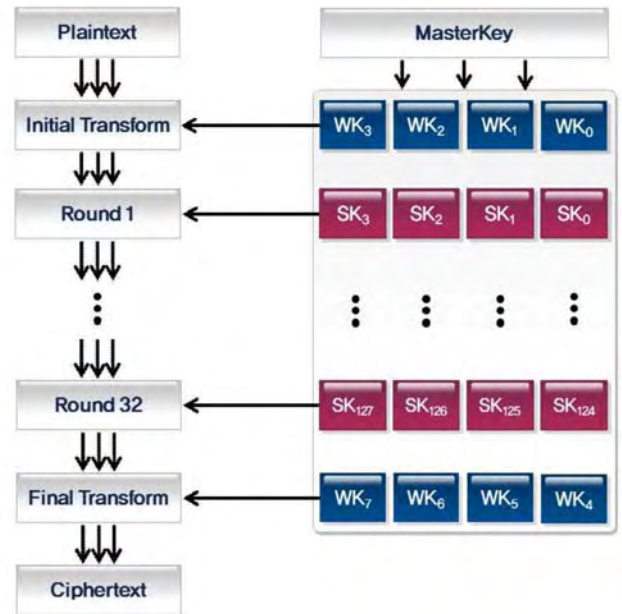 Plaintext
MasterKey
Initial Transform
WK₃ WK₂ WK₁ WK₀
Round 1
SK₃ SK₂ SK₁ SK₀
Round 32
SK₁₂₇ SK₁₂₆ SK₁₂₅ SK₁₂₄
Final Transform
WK₇ WK₆ WK₅ WK₄
Ciphertext